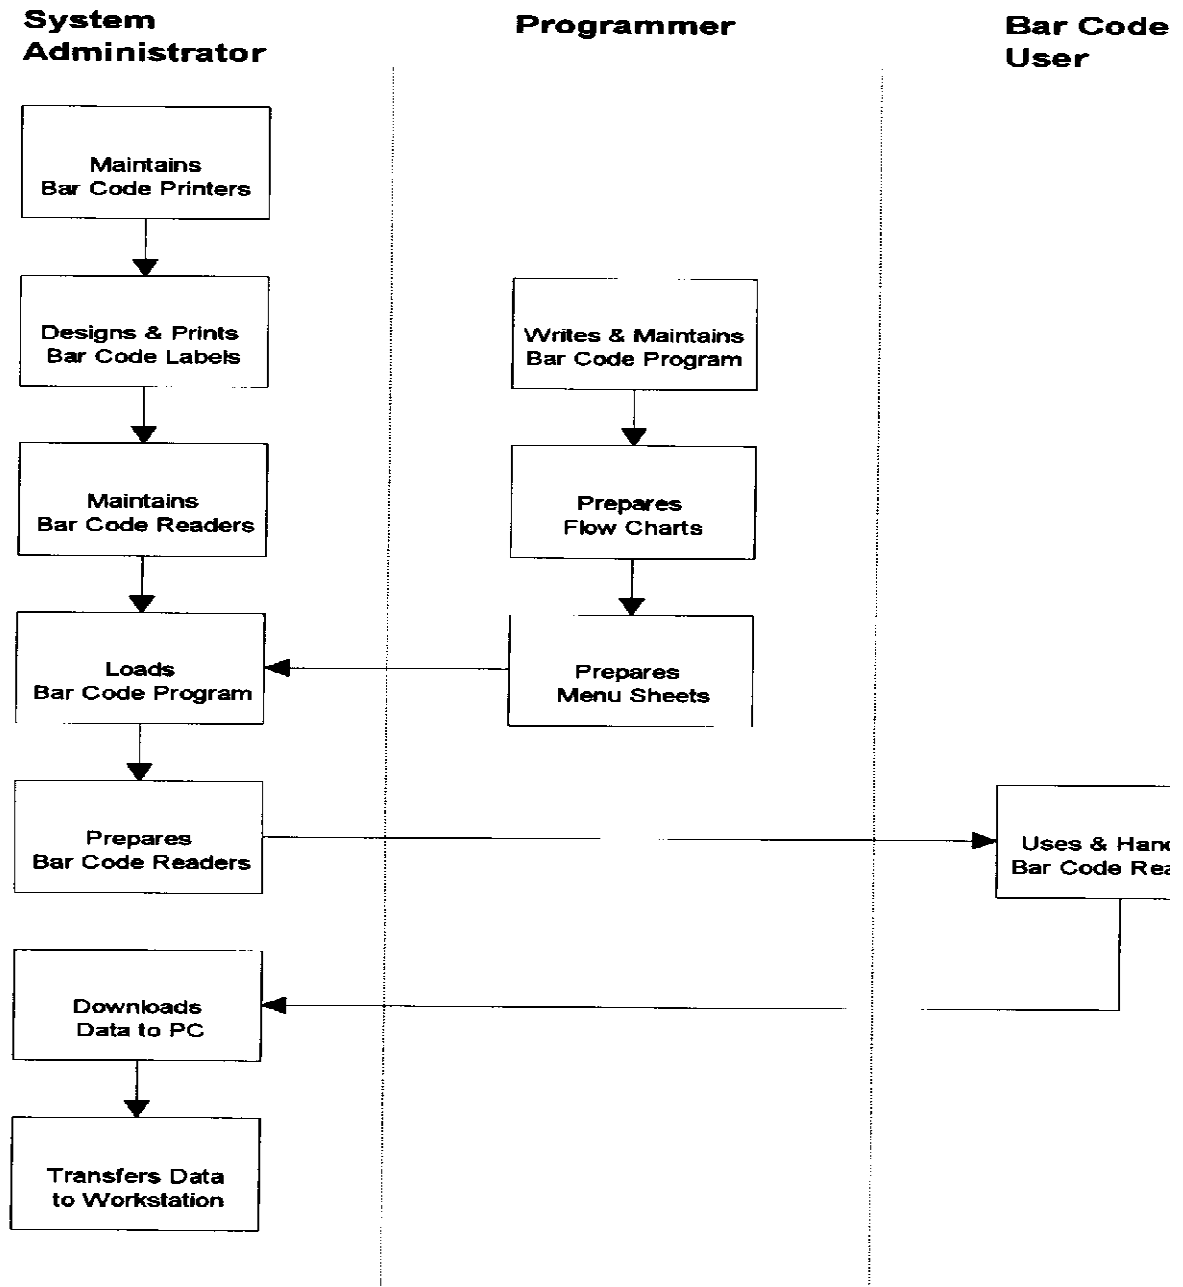 System
Administrator
Programmer
Bar Code
User
Maintains
Bar Code Printers
Designs & Prints
Bar Code Labels
Writes & Maintains
Bar Code Program
Maintains
Bar Code Readers
Prepares
Flow Charts
Loads
Bar Code Program
Prepares
Menu Sheets
Prepares
Bar Code Readers
Uses &
Bar Code
Downloads
Data to PC
Transfers Data
to Workstation